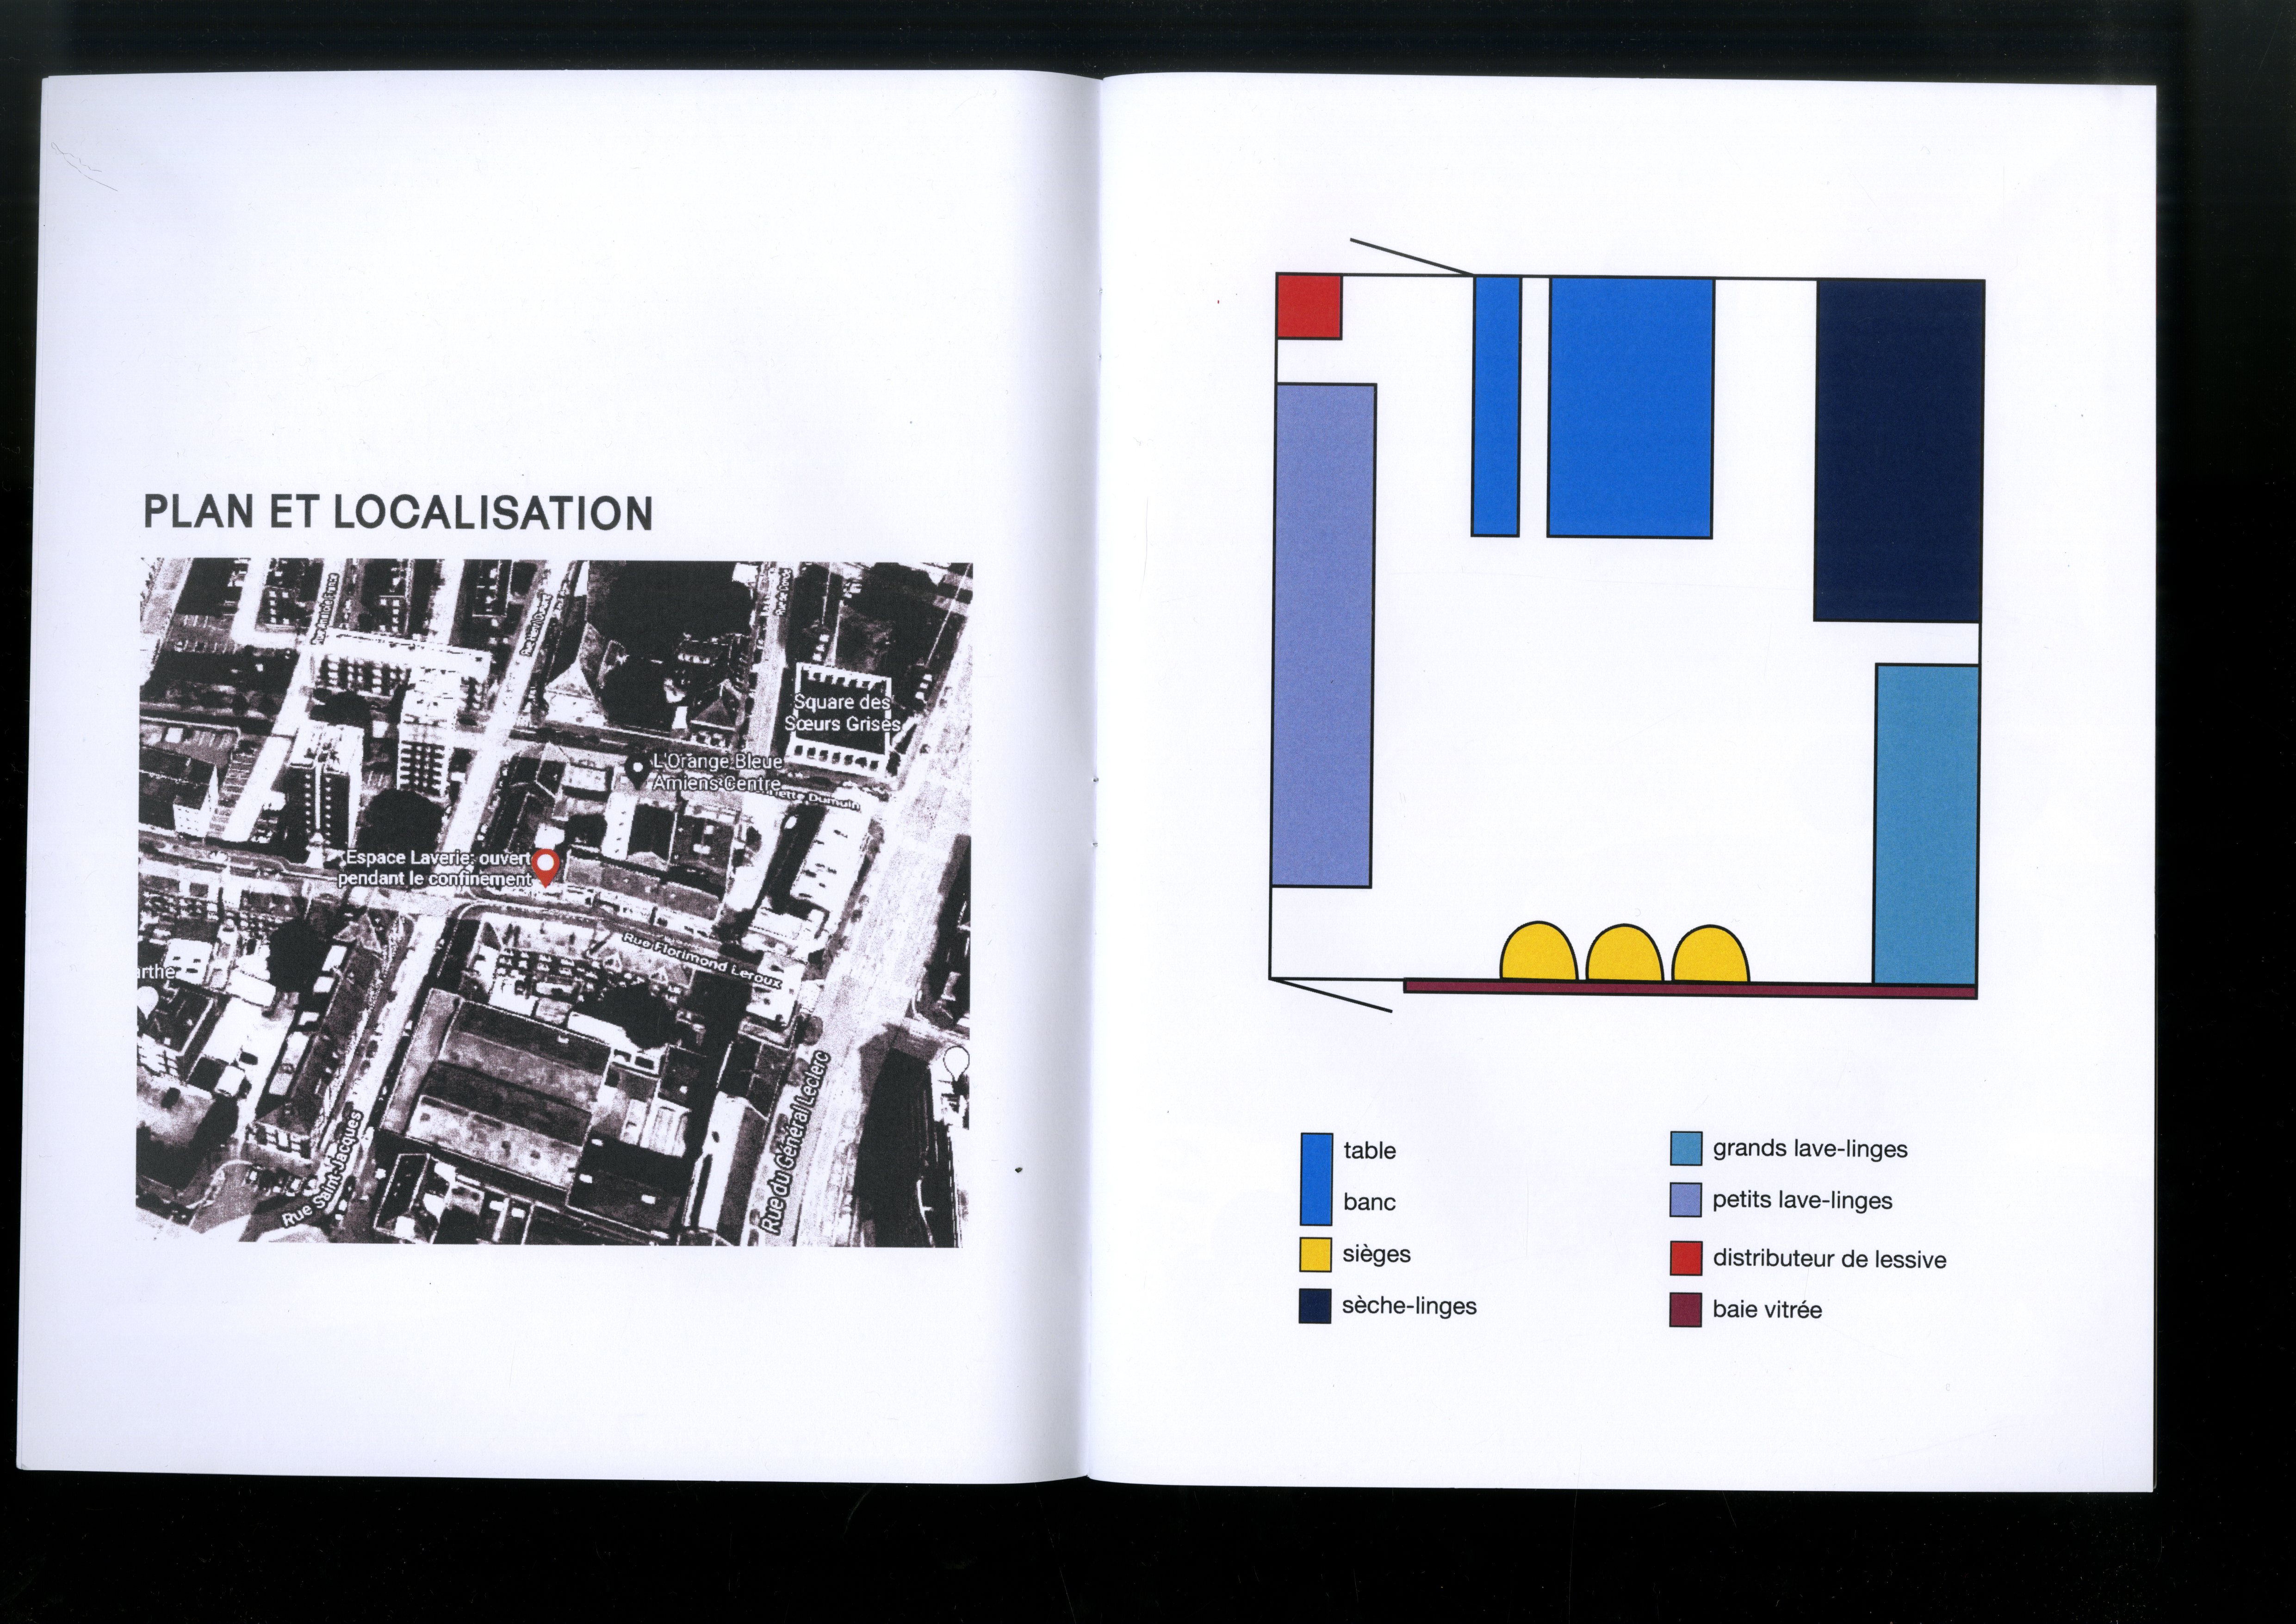 PLAN ET LOCALISATION
Square des
Sœurs Grises
L'Orange Bleue
Amiens Centre
Espace Laverie: ouvert
pendant le confinement
Rue Florimond Leroux
arthe
Rue Saint-Jacques
Rue du Général Leclerc
table
banc
sièges
sèche-linges
grands lave-linges
petits lave-linges
distributeur de lessive
baie vitrée